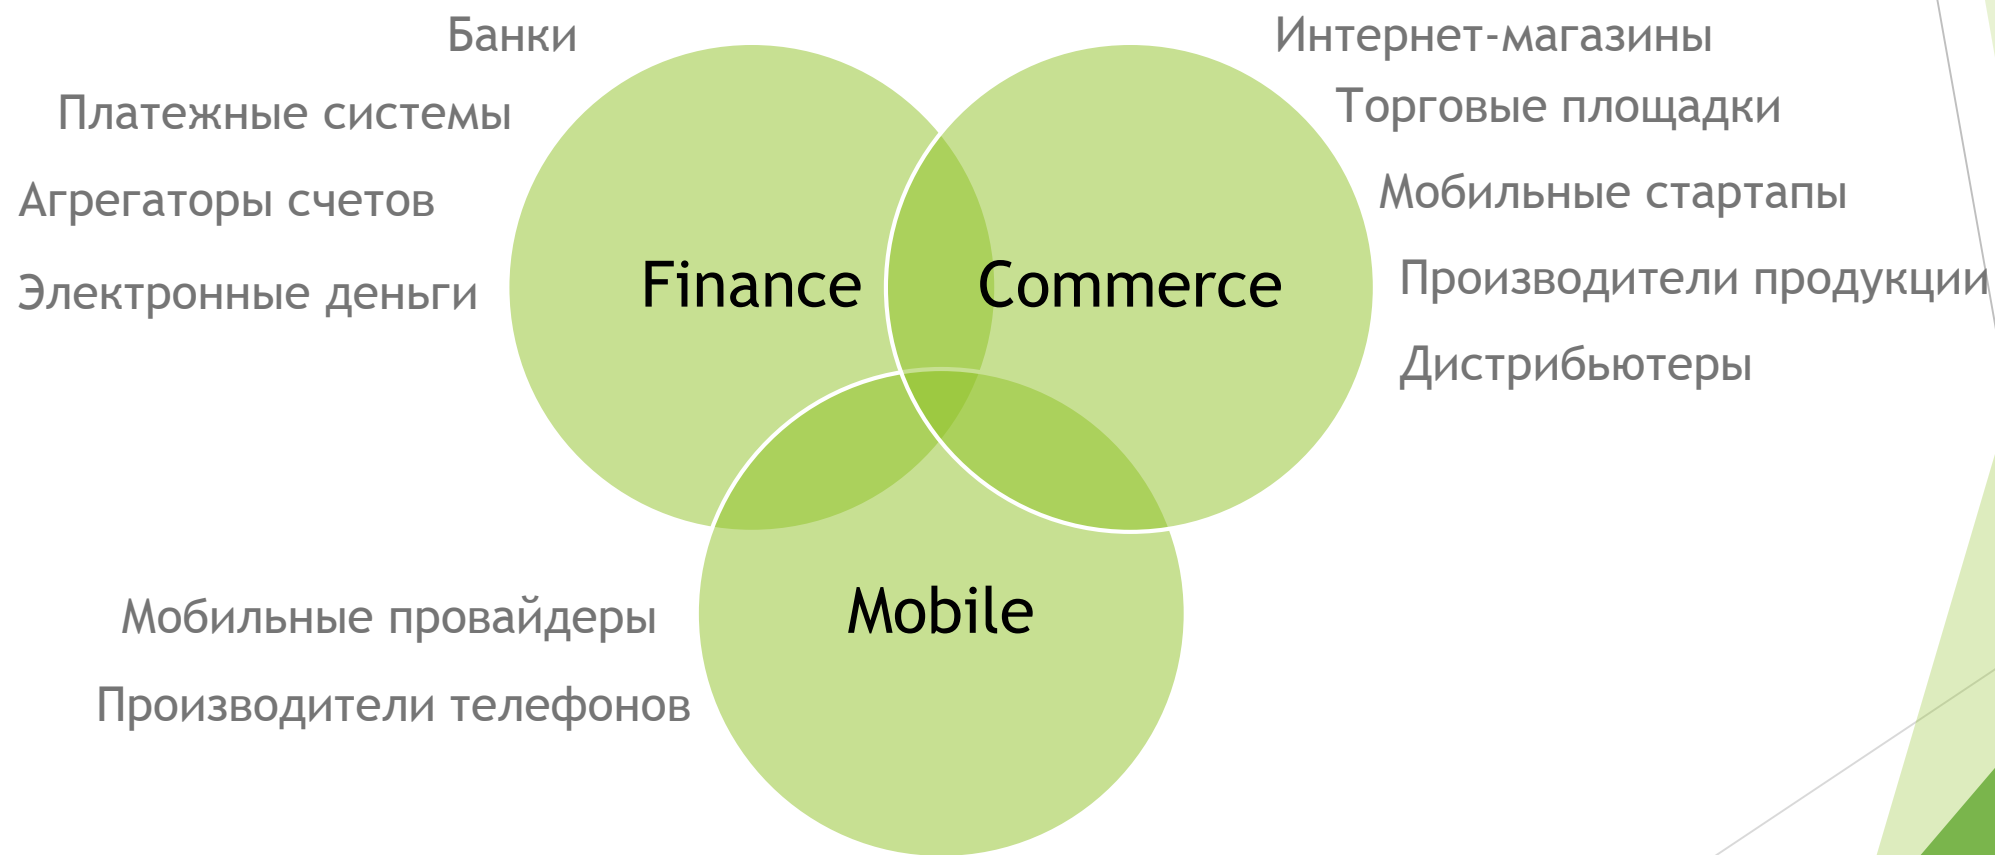 Банки
Платежные системы
Агрегаторы счетов
Электронные деньги
Finance
Commerce
Интернет-магазины
Торговые площадки
Мобильные стартапы
Производители продукции
Дистрибьютеры
Мобильные провайдеры
Производители телефонов
Mobile